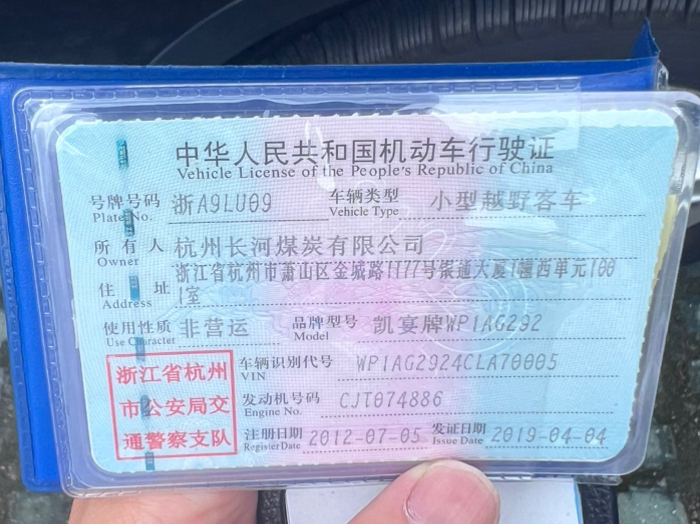 中华人民共和国机动车行驶证
Vehicle License of the People's Republic of China
号牌号码 浙A9LU09 车辆类型 小型越野客车
Plate No. Vehicle Type
所有人 杭州长河煤炭有限公司
Owner
住址 浙江省杭州市萧山区金城路1177号银通大厦1幢西单元100
Address 1室
使用性质 非营运 品牌型号 凯宴牌WP1AG292
Use Character Model
浙江省杭州
市公安局交
通警察支队
车辆识别代号 WP1AG2924CLA70005
VIN
发动机号码 CJT074886
Engine No.
注册日期 2012-07-05 发证日期 2019-04-04
Register Date Issue Date